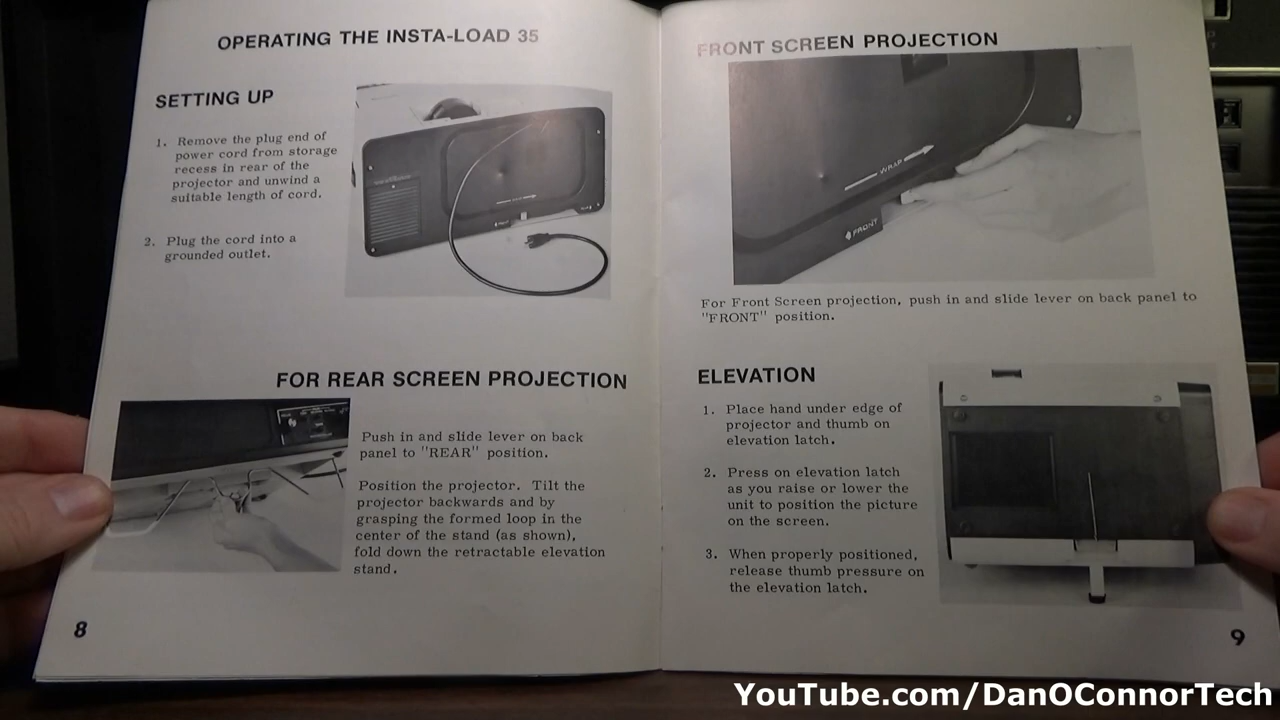 OPERATING THE INSTA-LOAD 35
SETTING UP
1. Remove the plug end of
power cord from storage
recess in rear of the
projector and unwind a
suitable length of cord.
2. Plug the cord into a
grounded outlet.
FOR REAR SCREEN PROJECTION
Push in and slide lever on back
panel to "REAR" position.
Position the projector. Tilt the
projector backwards and by
grasping the formed loop in the
center of the stand (as shown),
fold down the retractable elevation
stand.
8
FRONT SCREEN PROJECTION
WRAP
FRONT
For Front Screen projection, push in and slide lever on back panel to
"FRONT" position.
ELEVATION
1. Place hand under edge of
projector and thumb on
elevation latch.
2. Press on elevation latch
as you raise or lower the
unit to position the picture
on the screen.
3. When properly positioned,
release thumb pressure on
the elevation latch.
9
YouTube.com/DanOConnorTech